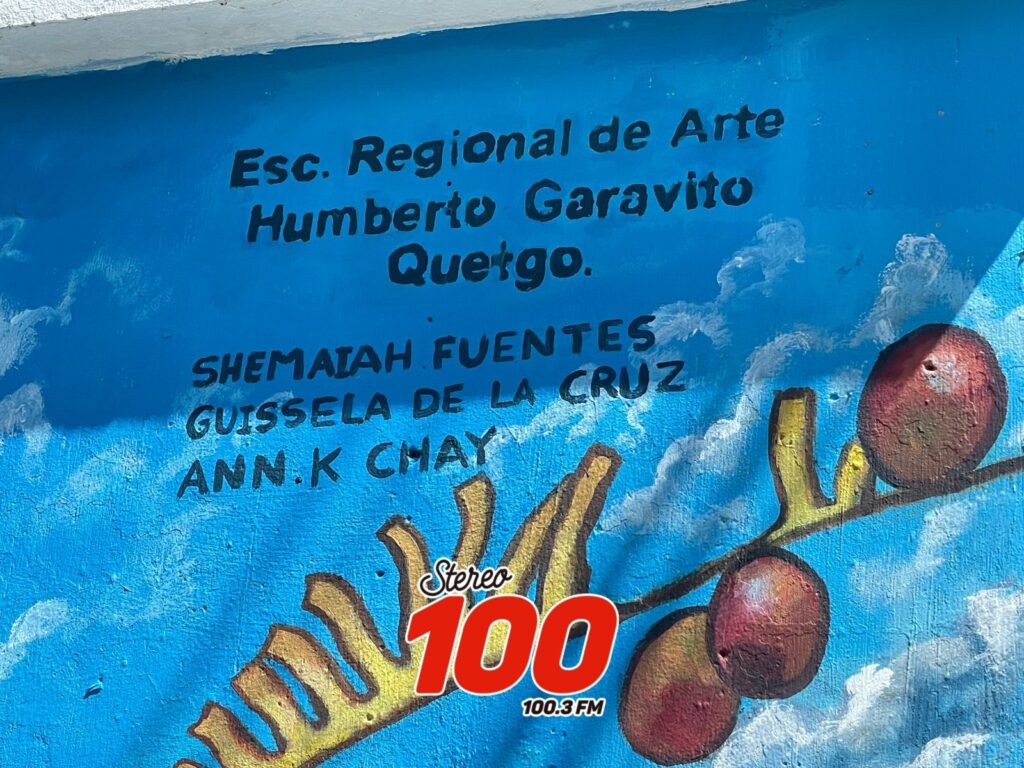 Esc. Regional de Arte
Humberto Garavito
Quetgo.
SHEMAIAH FUENTES
GUISSELA DE LA CRUZ
ANN.K CHAY
Stereo
100
100.3 FM